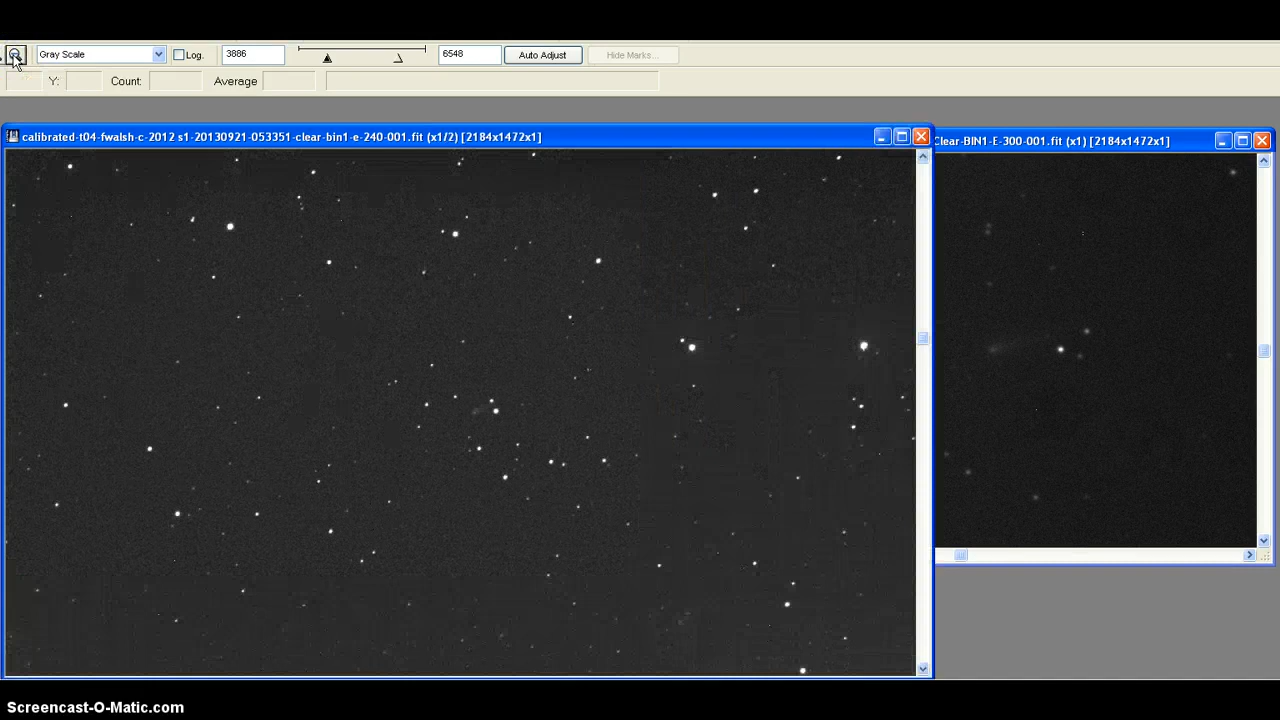 Gray Scale Log. 3886 6548 Auto Adjust Hide Marks...
Y: Count: Average
calibrated-t04-fwalsh-c-2012 s1-20130921-053351-clear-bin1-e-240-001.fit (x1/2) [2184x1472x1]
Clear-BIN1-E-300-001.fit (x1) [2184x1472x1]
Screencast-O-Matic.com